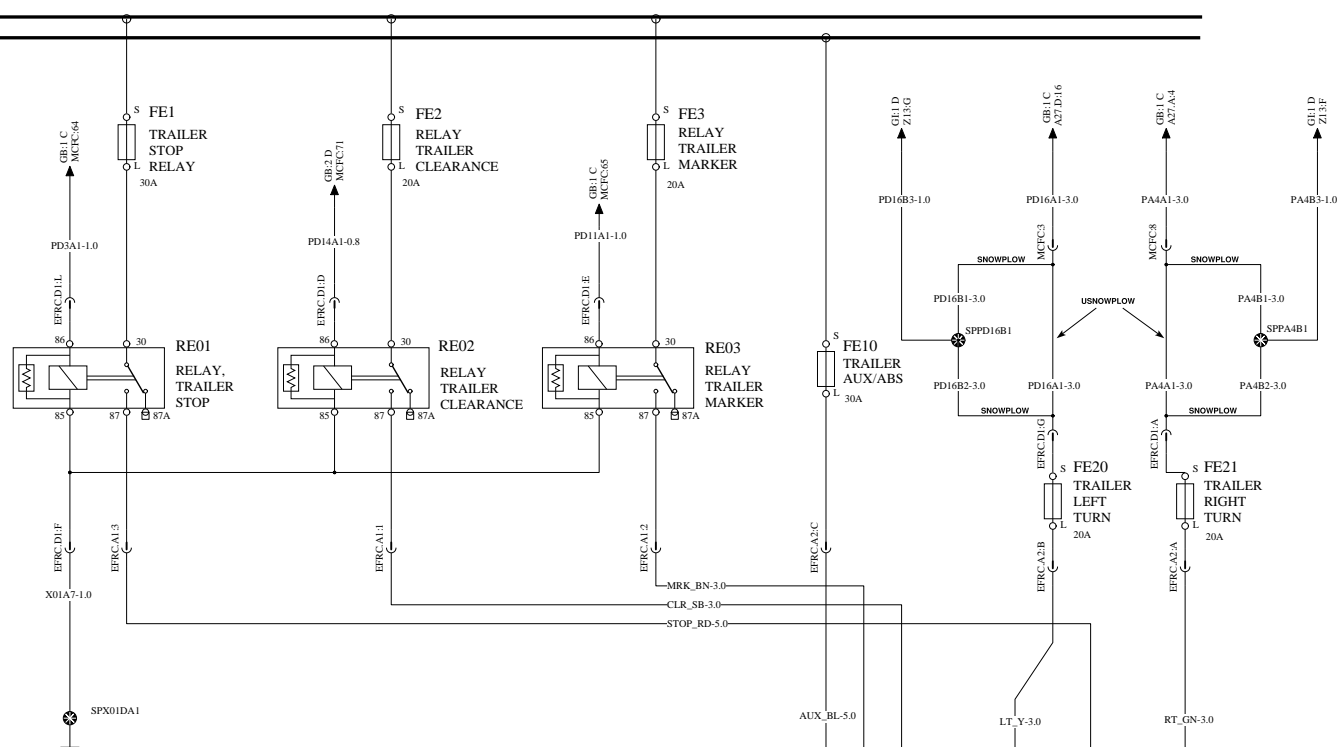 GB:1 C
MCFC:64
PD3A1-1.0
EFRC.D1:L
S
FE1
TRAILER
STOP
RELAY
L
30A
GB:2 D
MCFC:71
PD14A1-0.8
EFRC.D1:D
S
FE2
RELAY
TRAILER
CLEARANCE
L
20A
GB:1 C
MCFC:65
PD11A1-1.0
EFRC.D1:E
S
FE3
RELAY
TRAILER
MARKER
L
20A
86
30
RE01
RELAY,
TRAILER
STOP
85
87
87A
86
30
RE02
RELAY
TRAILER
CLEARANCE
85
87
87A
86
30
RE03
RELAY
TRAILER
MARKER
85
87
87A
S
FE10
TRAILER
AUX/ABS
L
30A
GI:1 D
Z13:G
PD16B3-1.0
GB:1 C
A27.D:16
PD16A1-3.0
MCFC:3
GB:1 C
A27.A:4
PA4A1-3.0
MCFC:8
GI:1 D
Z13:F
PA4B3-1.0
SNOWPLOW
SNOWPLOW
PD16B1-3.0
USNOWPLOW
PA4B1-3.0
SPPD16B1
SPPA4B1
PD16B2-3.0
PD16A1-3.0
PA4A1-3.0
PA4B2-3.0
SNOWPLOW
SNOWPLOW
EFRC.D1:G
EFRC.D1:A
S
FE20
TRAILER
LEFT
TURN
L
20A
S
FE21
TRAILER
RIGHT
TURN
L
20A
EFRC.D1:F
EFRC.A1:3
EFRC.A1:1
EFRC.A1:2
EFRC.A2:C
EFRC.A2:B
EFRC.A2:A
X01A7-1.0
MRK_BN-3.0
CLR_SB-3.0
STOP_RD-5.0
SPX01DA1
AUX_BL-5.0
LT_Y-3.0
RT_GN-3.0